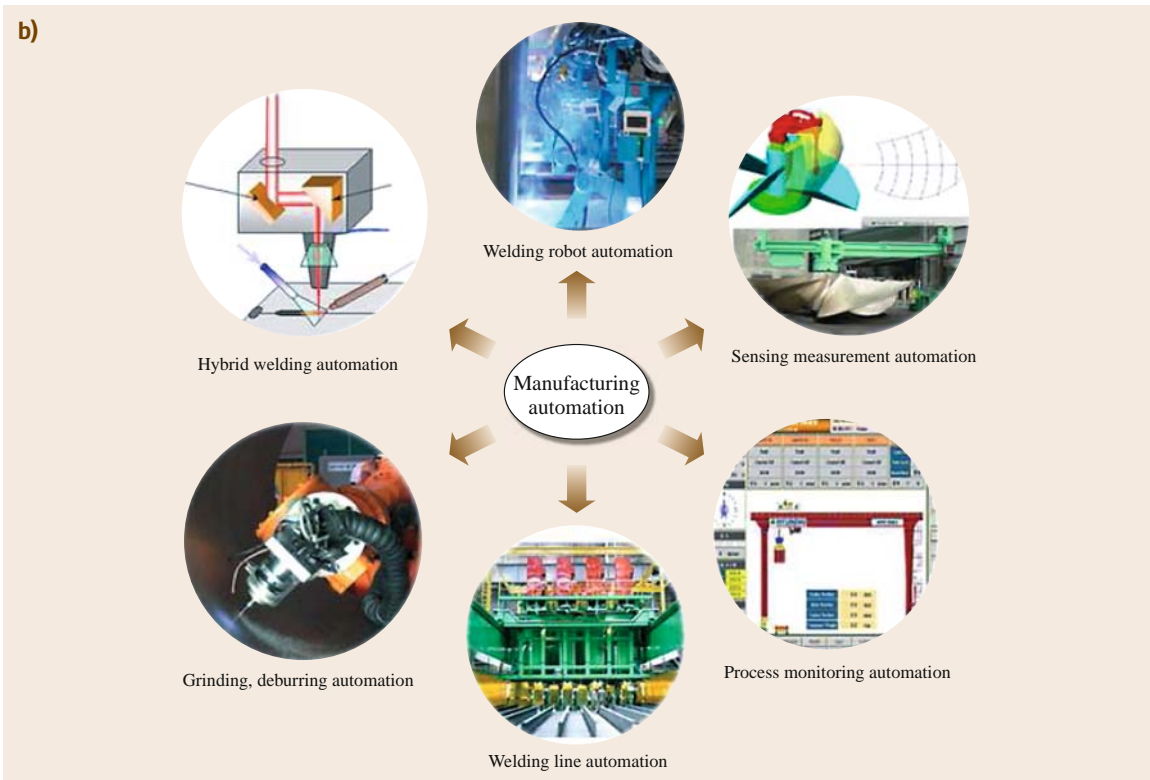 b)
Welding robot automation
Hybrid welding automation
Sensing measurement automation
Manufacturing
automation
Grinding, deburring automation
Process monitoring automation
Welding line automation